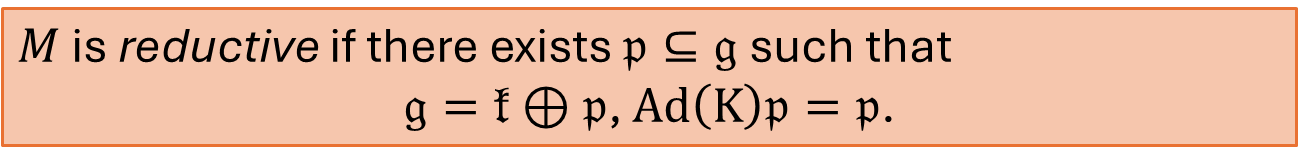 𝑀 is reductive if there exists 𝔭 ⊆ 𝔤 such that
𝔤 = 𝔨 ⊕ 𝔭, Ad(K)𝔭 = 𝔭.